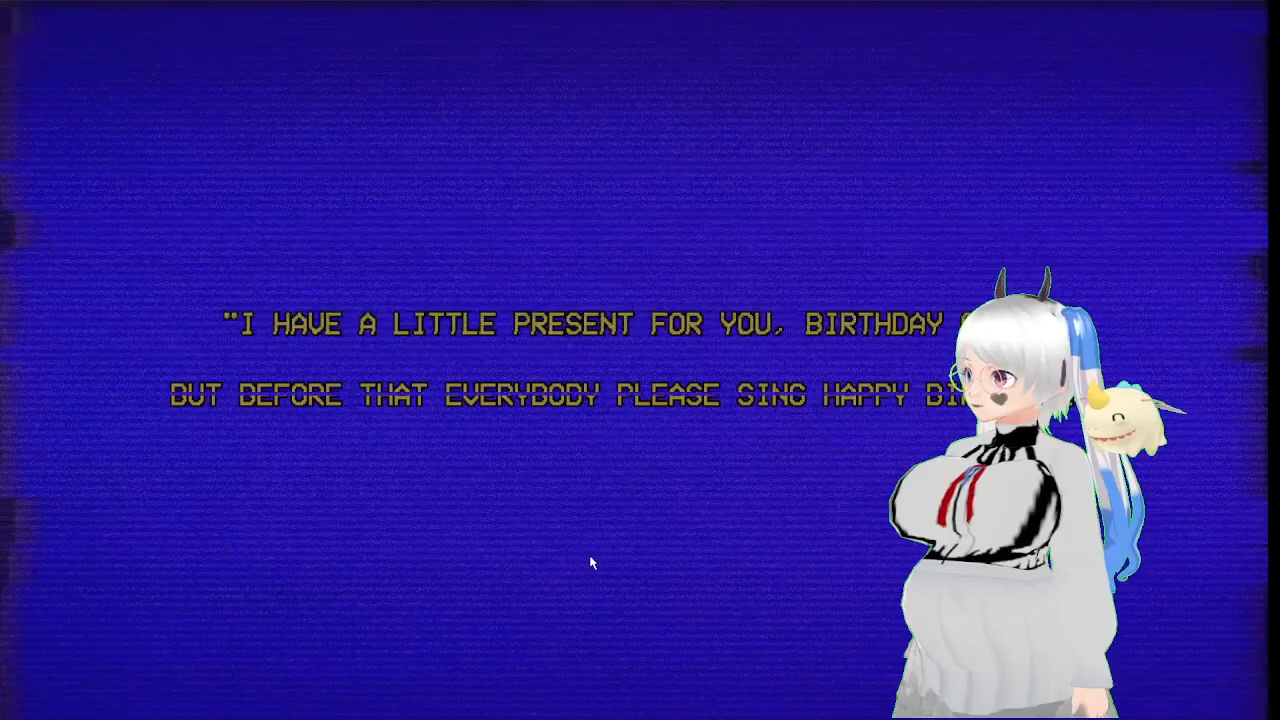 "I HAVE A LITTLE PRESENT FOR YOU, BIRTHDAY
BUT BEFORE THAT EVERYBODY PLEASE SING HAPPY